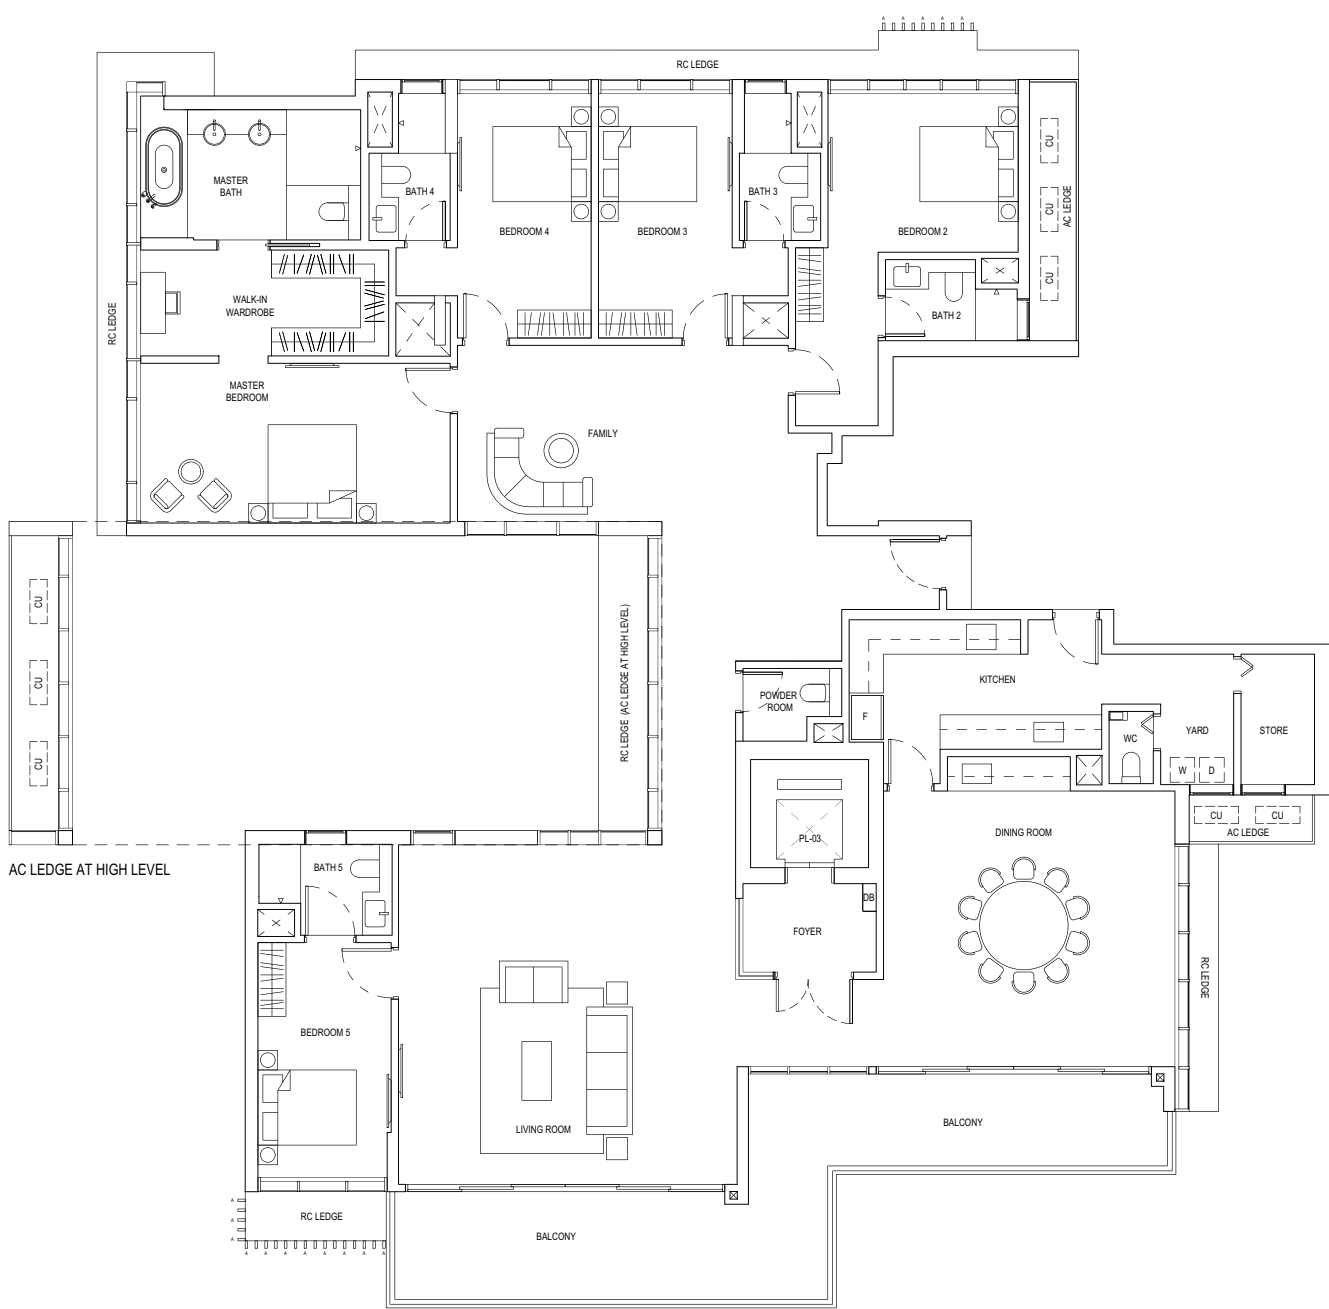 A A A A A
RC LEDGE
CU
CU
CU
AC LEDGE
MASTER
BATH
BATH 4
BATH 3
BEDROOM 4
BEDROOM 3
BEDROOM 2
RC LEDGE
WALK-IN
WARDROBE
BATH 2
MASTER
BEDROOM
FAMILY
CU
CU
CU
AC LEDGE AT HIGH LEVEL
RC LEDGE (AC LEDGE AT HIGH LEVEL)
KITCHEN
POWDER
ROOM
F
WC
YARD
STORE
W
D
CU
CU
AC LEDGE
PL-03
DINING ROOM
BATH 5
DB
FOYER
RC LEDGE
BEDROOM 5
LIVING ROOM
BALCONY
A
A
A
RC LEDGE
BALCONY
A A A A A A A A